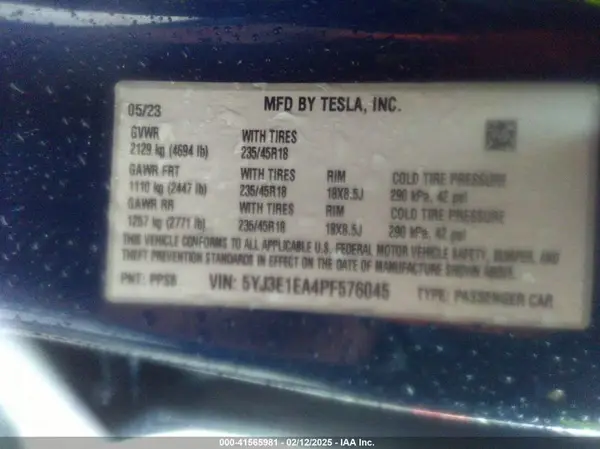 05/23 MFD BY TESLA, INC.
GVWR WITH TIRES
2129 kg (4694 lb) 235/45R18
GAWR FRT WITH TIRES RIM COLD TIRE PRESSURE
1110 kg (2447 lb) 235/45R18 18X8.5J 290 kPa, 42 psi
GAWR RR WITH TIRES RIM COLD TIRE PRESSURE
1257 kg (2771 lb) 235/45R18 18X8.5J 290 kPa, 42 psi
THIS VEHICLE CONFORMS TO ALL APPLICABLE U.S. FEDERAL MOTOR VEHICLE SAFETY, BUMPER, AND
THEFT PREVENTION STANDARDS IN EFFECT ON THE DATE OF MANUFACTURE SHOWN ABOVE.
PNT: PPSB VIN: 5YJ3E1EA4PF576045 TYPE: PASSENGER CAR
000-41565981 - 02/12/2025 - IAA Inc.